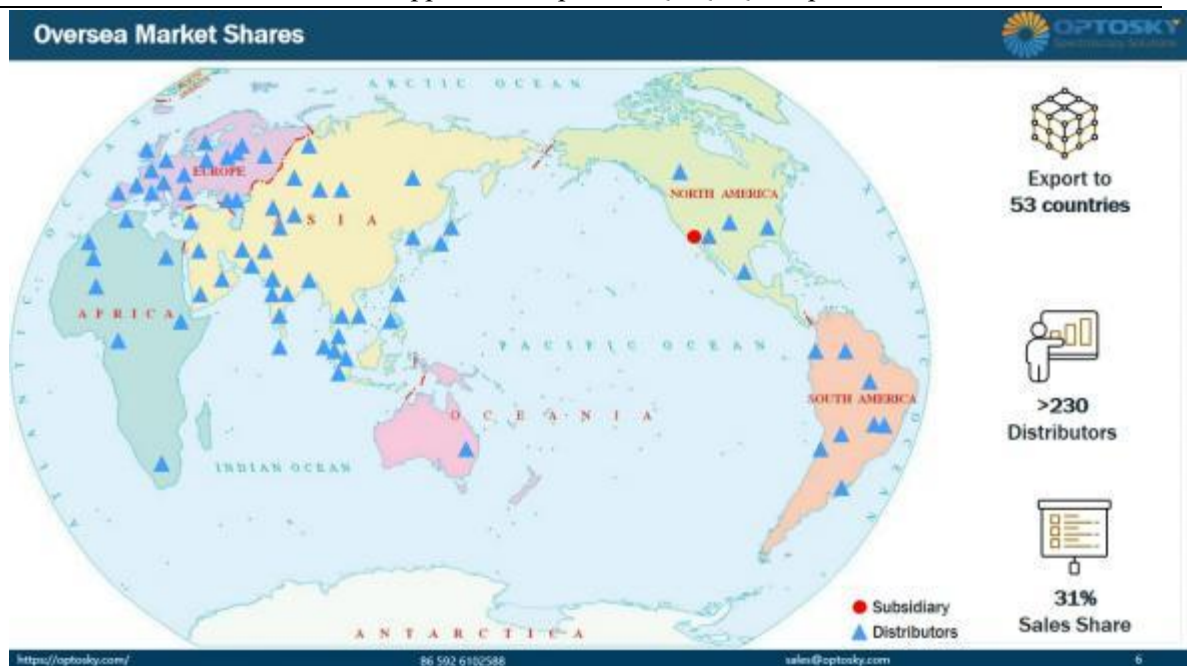 Oversea Market Shares
OPTOSKY
Spectroscopy Solutions
ARCTIC OCEAN
EUROPE
ASIA
NORTH AMERICA
AFRICA
PACIFIC OCEAN
SOUTH AMERICA
OCEANIA
INDIAN OCEAN
ANTARCTICA
Export to
53 countries
>230
Distributors
31%
Sales Share
Subsidiary
Distributors
https://optosky.com/
86 592 6102588
sales@optosky.com
6